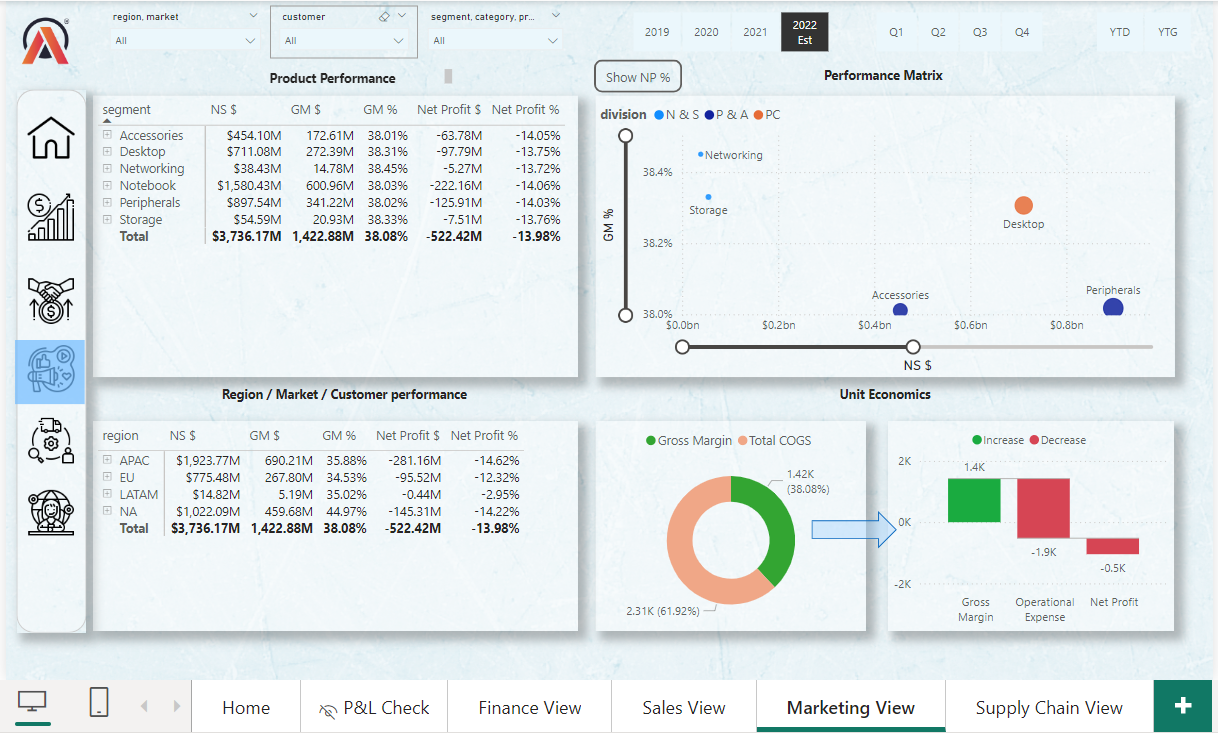 region, market
All
customer
All
segment, category, pr...
All
2019 2020 2021 2022 Est
Q1 Q2 Q3 Q4
YTD YTG
Product Performance
segment NS $ GM $ GM % Net Profit $ Net Profit %
Accessories $454.10M 172.61M 38.01% -63.78M -14.05%
Desktop $711.08M 272.39M 38.31% -97.79M -13.75%
Networking $38.43M 14.78M 38.45% -5.27M -13.72%
Notebook $1,580.43M 600.96M 38.03% -222.16M -14.06%
Peripherals $897.54M 341.22M 38.02% -125.91M -14.03%
Storage $54.59M 20.93M 38.33% -7.51M -13.76%
Total $3,736.17M 1,422.88M 38.08% -522.42M -13.98%
Show NP %
Performance Matrix
division N & S P & A PC
GM %
38.4%
38.2%
38.0%
Networking
Storage
Desktop
Accessories
Peripherals
$0.0bn $0.2bn $0.4bn $0.6bn $0.8bn
NS $
Region / Market / Customer performance
region NS $ GM $ GM % Net Profit $ Net Profit %
APAC $1,923.77M 690.21M 35.88% -281.16M -14.62%
EU $775.48M 267.80M 34.53% -95.52M -12.32%
LATAM $14.82M 5.19M 35.02% -0.44M -2.95%
NA $1,022.09M 459.68M 44.97% -145.31M -14.22%
Total $3,736.17M 1,422.88M 38.08% -522.42M -13.98%
Unit Economics
Gross Margin Total COGS
1.42K
(38.08%)
2.31K (61.92%)
Increase Decrease
2K
0K
-2K
1.4K
-1.9K
-0.5K
Gross
Margin
Operational
Expense
Net Profit
Home P&L Check Finance View Sales View Marketing View Supply Chain View +